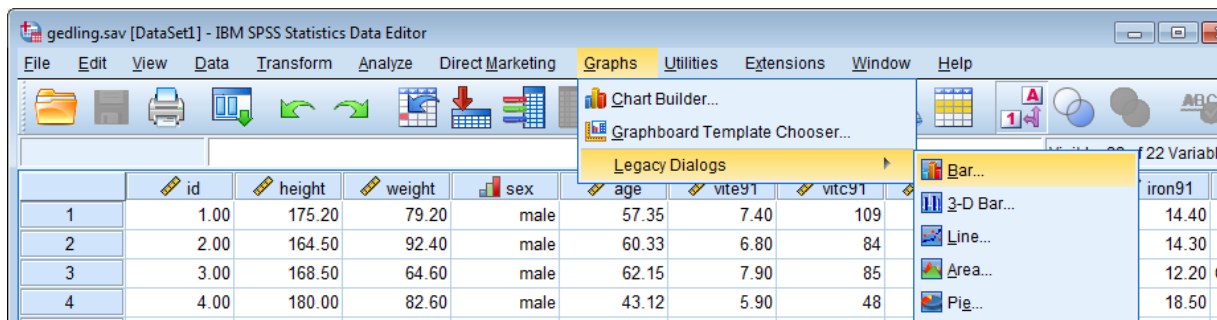 gedling.sav [DataSet1] - IBM SPSS Statistics Data Editor
File Edit View Data Transform Analyze Direct Marketing Graphs Utilities Extensions Window Help
Chart Builder...
A
1
ABC
Graphboard Template Chooser...
Legacy Dialogs
f 22 Variabl
Bar...
id height weight sex age vite91 vitc91 iron91
3-D Bar...
1 1.00 175.20 79.20 male 57.35 7.40 109 14.40
Line...
2 2.00 164.50 92.40 male 60.33 6.80 84 14.30
Area...
3 3.00 168.50 64.60 male 62.15 7.90 85 12.20
Pie...
4 4.00 180.00 82.60 male 43.12 5.90 48 18.50